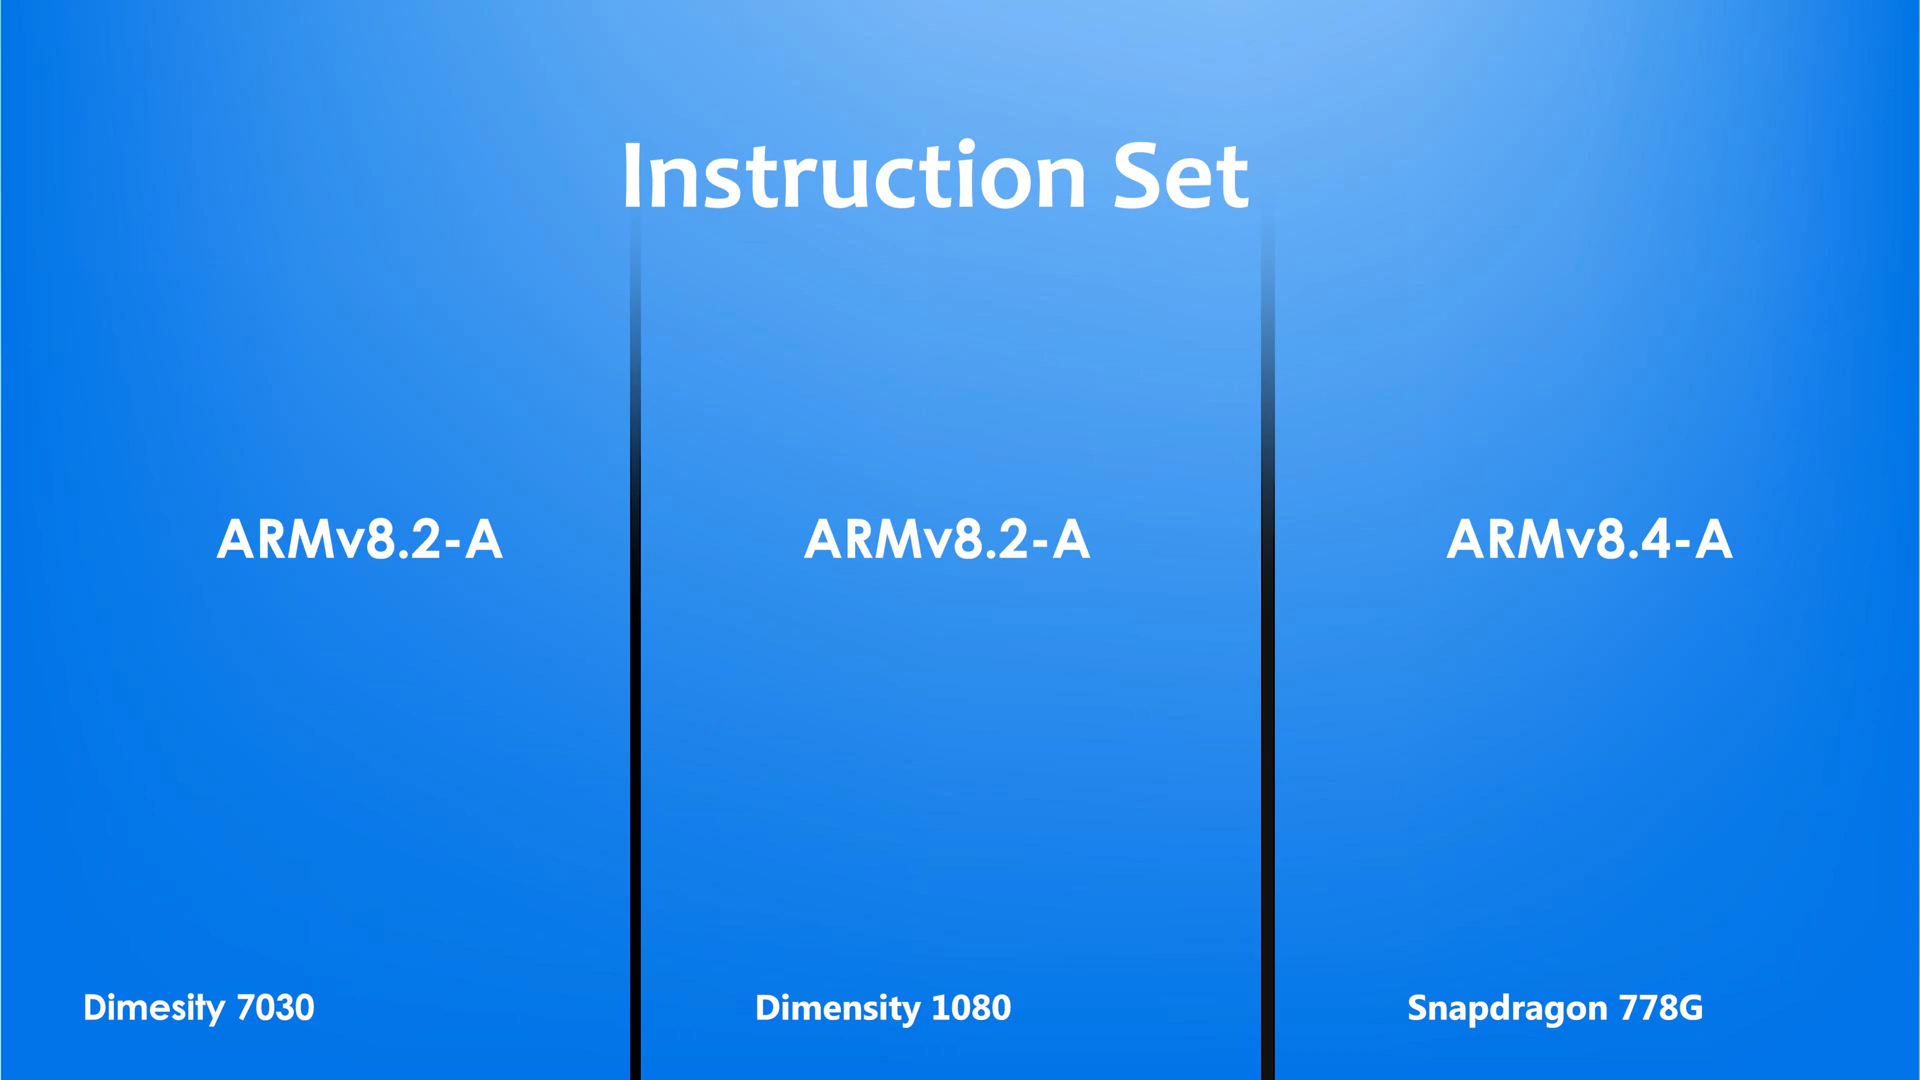 Instruction Set
ARMv8.2-A
ARMv8.2-A
ARMv8.4-A
Dimesity 7030
Dimensity 1080
Snapdragon 778G